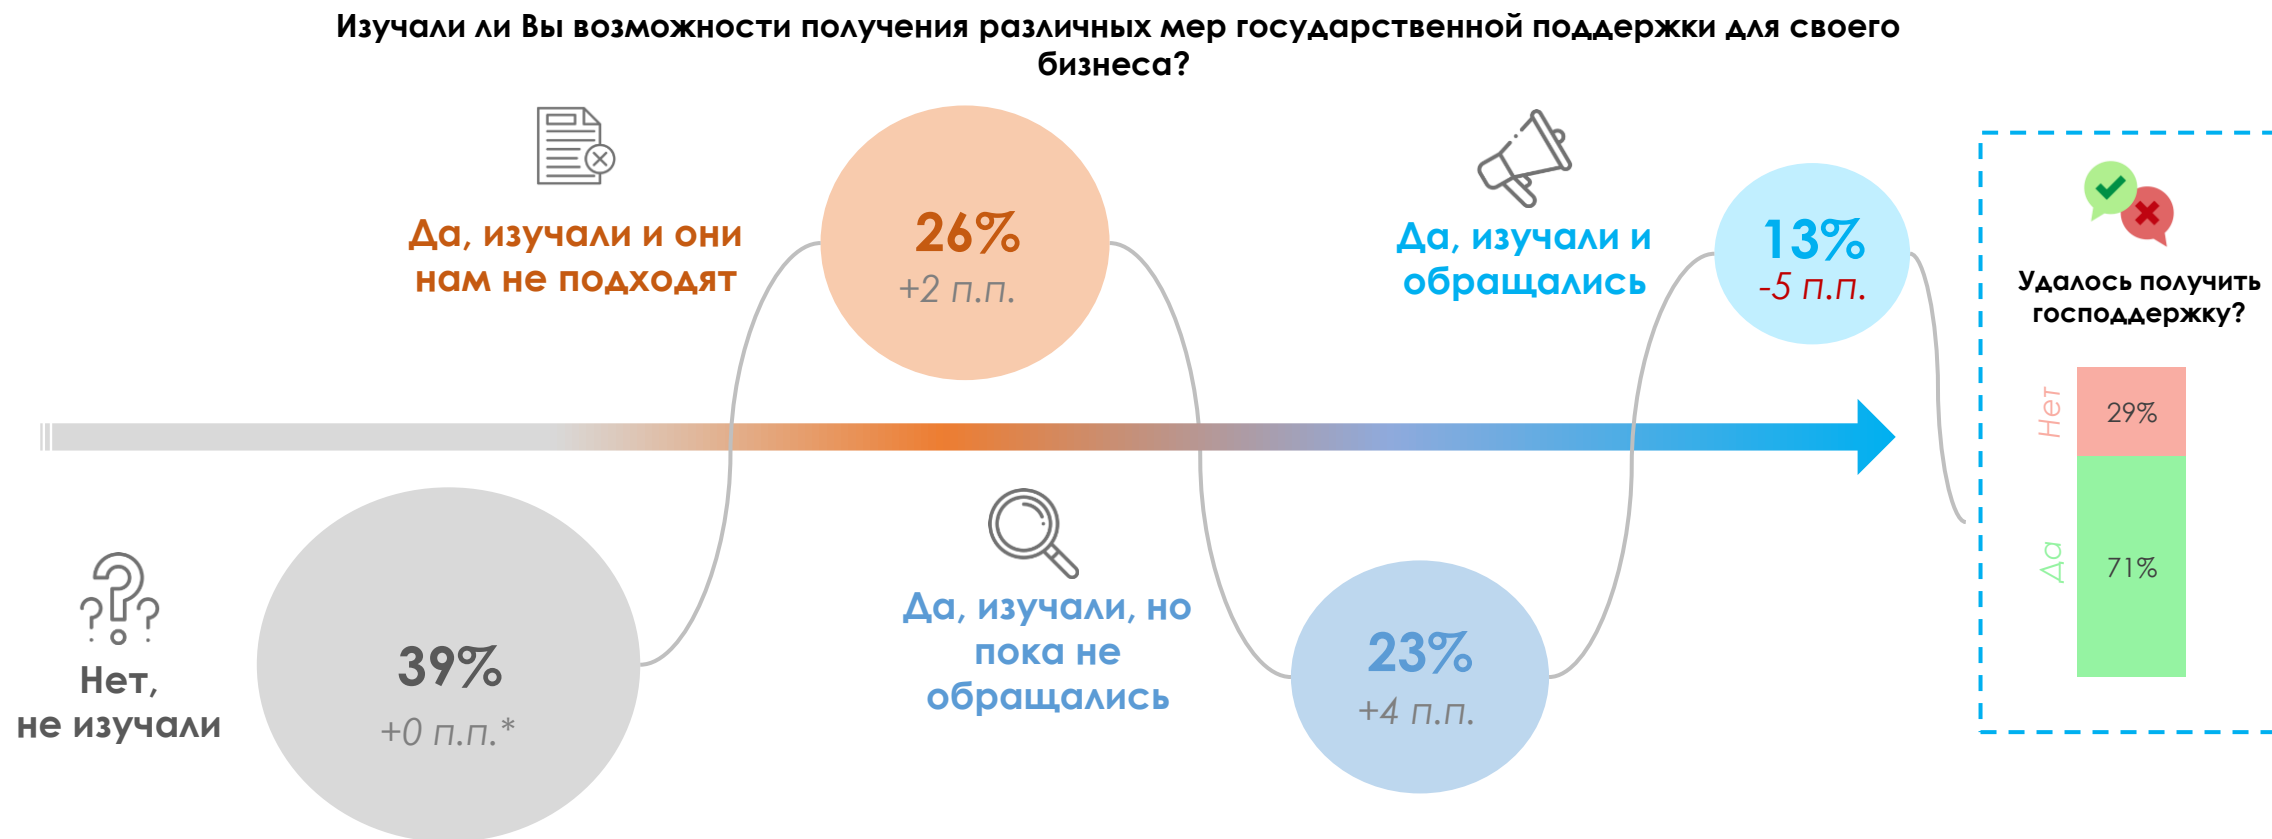 Изучали ли Вы возможности получения различных мер государственной поддержки для своего
бизнеса?
Да, изучали и они
нам не подходят
26%
+2 п.п.
Да, изучали и
обращались
13%
-5 п.п.
Удалось получить
господдержку?
Нет
29%
Да
71%
Нет,
не изучали
39%
+0 п.п.*
Да, изучали, но
пока не
обращались
23%
+4 п.п.